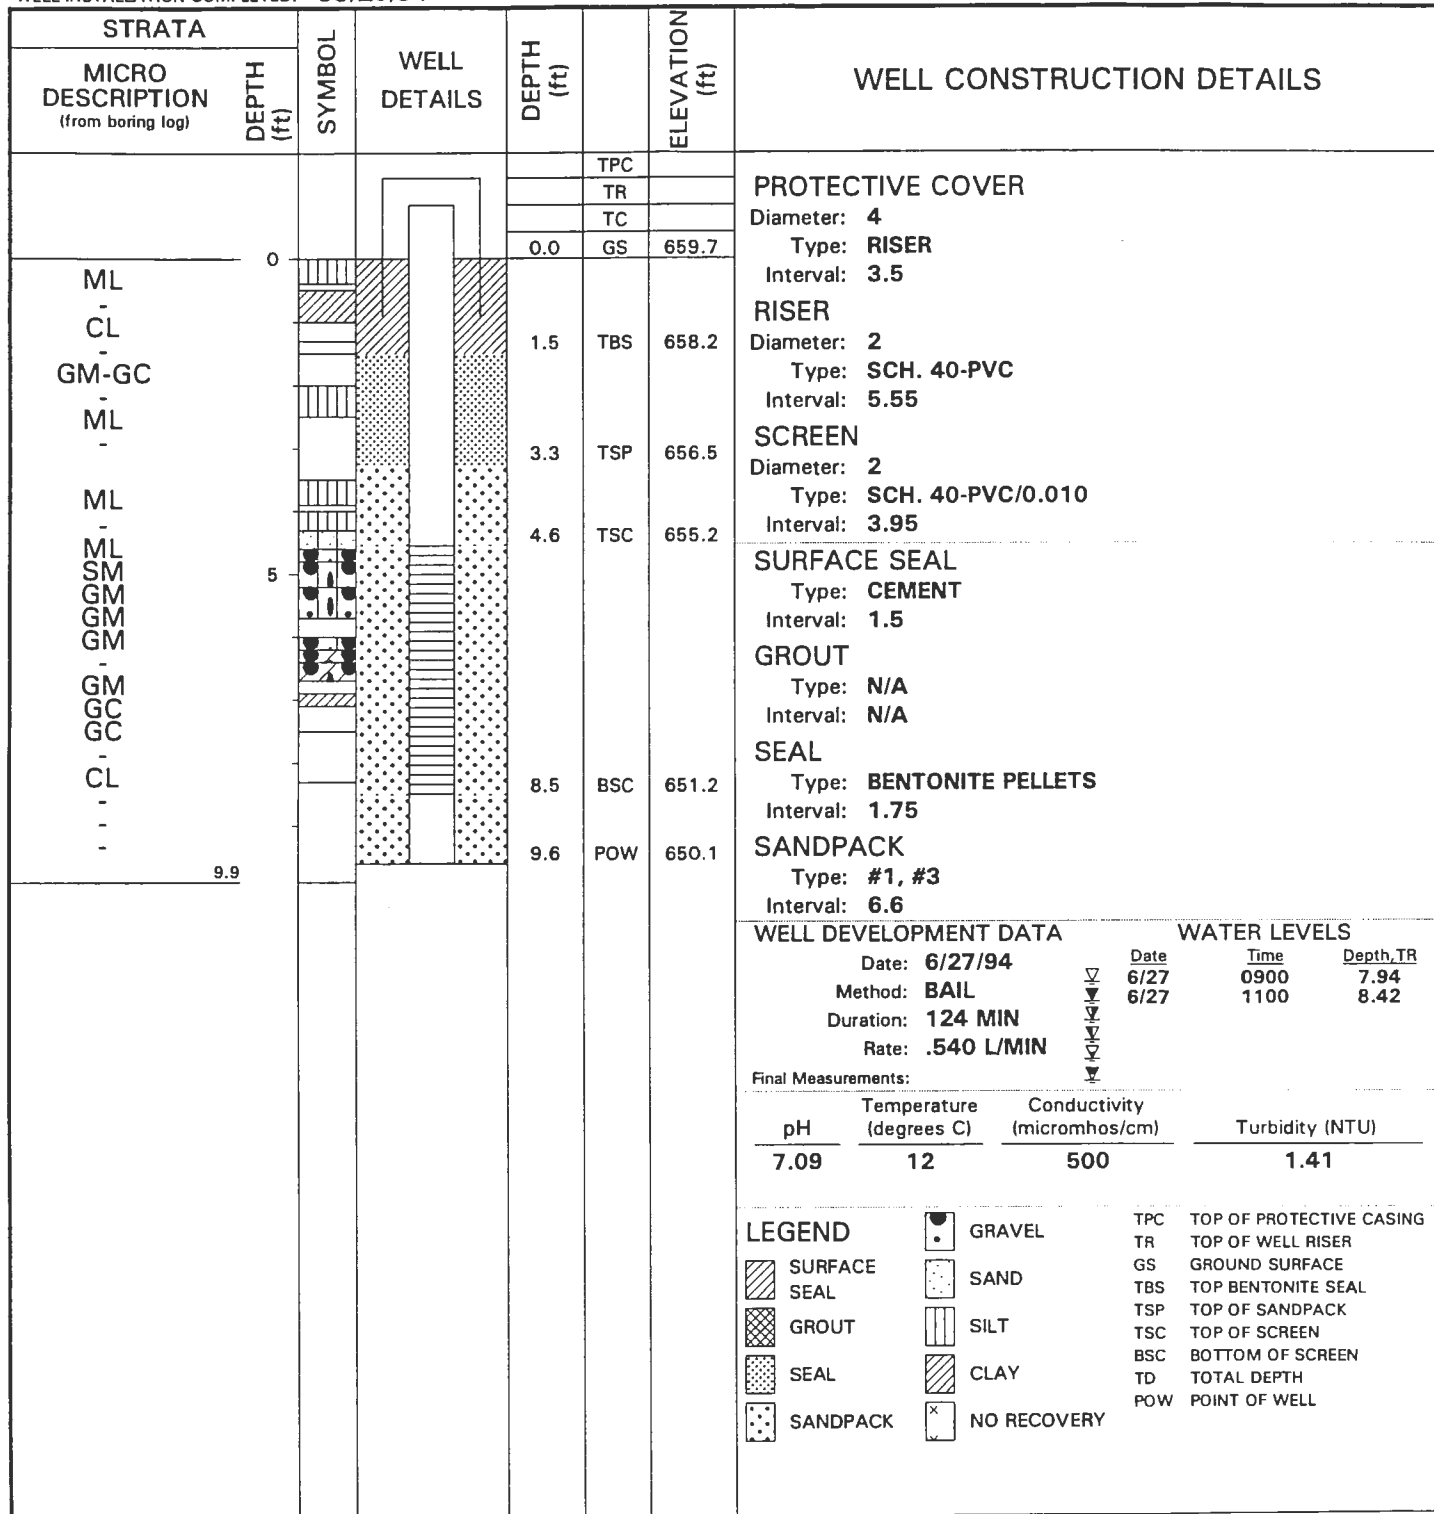 WELL INSTALLATION COMPLETED:
STRATA
MICRO
DESCRIPTION
(from boring log)
DEPTH
(ft)
SYMBOL
WELL
DETAILS
DEPTH
(ft)
ELEVATION
(ft)
WELL CONSTRUCTION DETAILS
TPC
TR
TC
0.0 GS 659.7
0
ML
-
CL
-
GM-GC
-
ML
-
ML
-
ML
SM
GM
GM
GM
-
GM
GC
GC
-
CL
-
-
-
9.9
5
1.5 TBS 658.2
3.3 TSP 656.5
4.6 TSC 655.2
8.5 BSC 651.2
9.6 POW 650.1
PROTECTIVE COVER
Diameter: 4
Type: RISER
Interval: 3.5
RISER
Diameter: 2
Type: SCH. 40-PVC
Interval: 5.55
SCREEN
Diameter: 2
Type: SCH. 40-PVC/0.010
Interval: 3.95
SURFACE SEAL
Type: CEMENT
Interval: 1.5
GROUT
Type: N/A
Interval: N/A
SEAL
Type: BENTONITE PELLETS
Interval: 1.75
SANDPACK
Type: #1, #3
Interval: 6.6
WELL DEVELOPMENT DATA
Date: 6/27/94
Method: BAIL
Duration: 124 MIN
Rate: .540 L/MIN
Final Measurements:
WATER LEVELS
Date Time Depth,TR
6/27 0900 7.94
6/27 1100 8.42
pH Temperature (degrees C) Conductivity (micromhos/cm) Turbidity (NTU)
7.09 12 500 1.41
LEGEND
SURFACE SEAL
GROUT
SEAL
SANDPACK
GRAVEL
SAND
SILT
CLAY
NO RECOVERY
TPC TOP OF PROTECTIVE CASING
TR TOP OF WELL RISER
GS GROUND SURFACE
TBS TOP BENTONITE SEAL
TSP TOP OF SANDPACK
TSC TOP OF SCREEN
BSC BOTTOM OF SCREEN
TD TOTAL DEPTH
POW POINT OF WELL